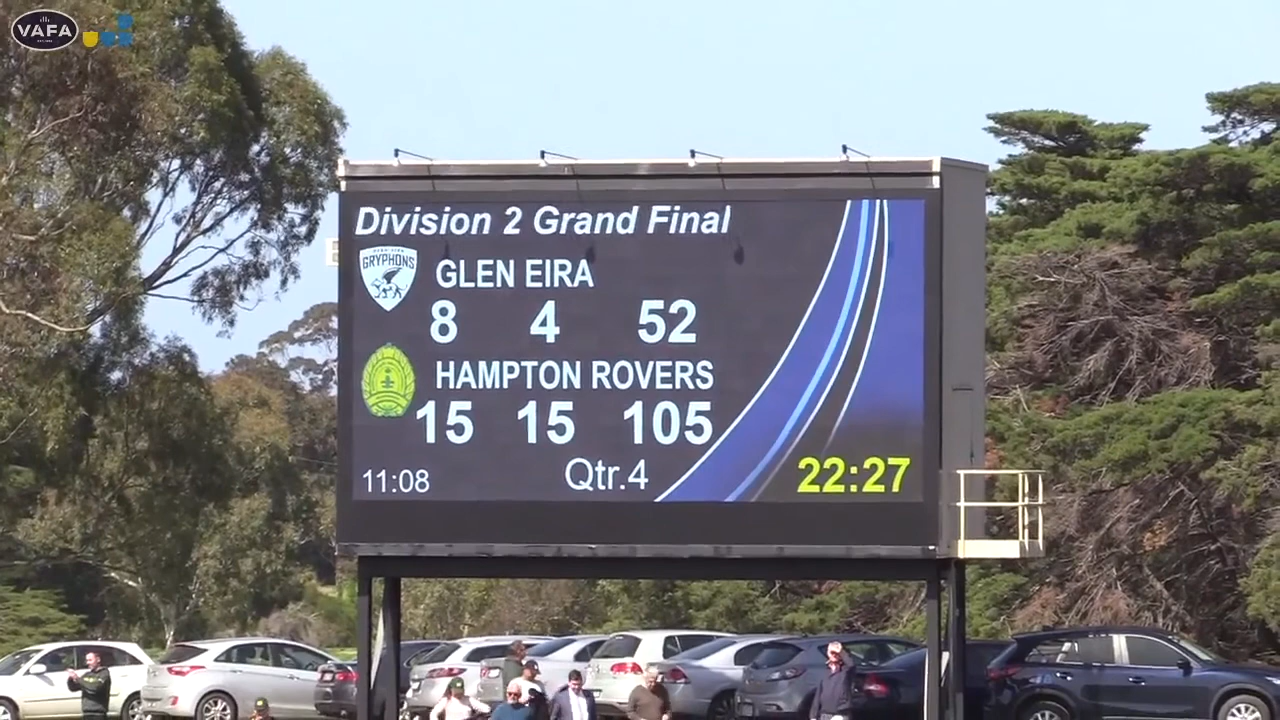 VAFA
Division 2 Grand Final
GRYPHONS
GLEN EIRA
8 4 52
HAMPTON ROVERS
15 15 105
11:08 Qtr.4 22:27